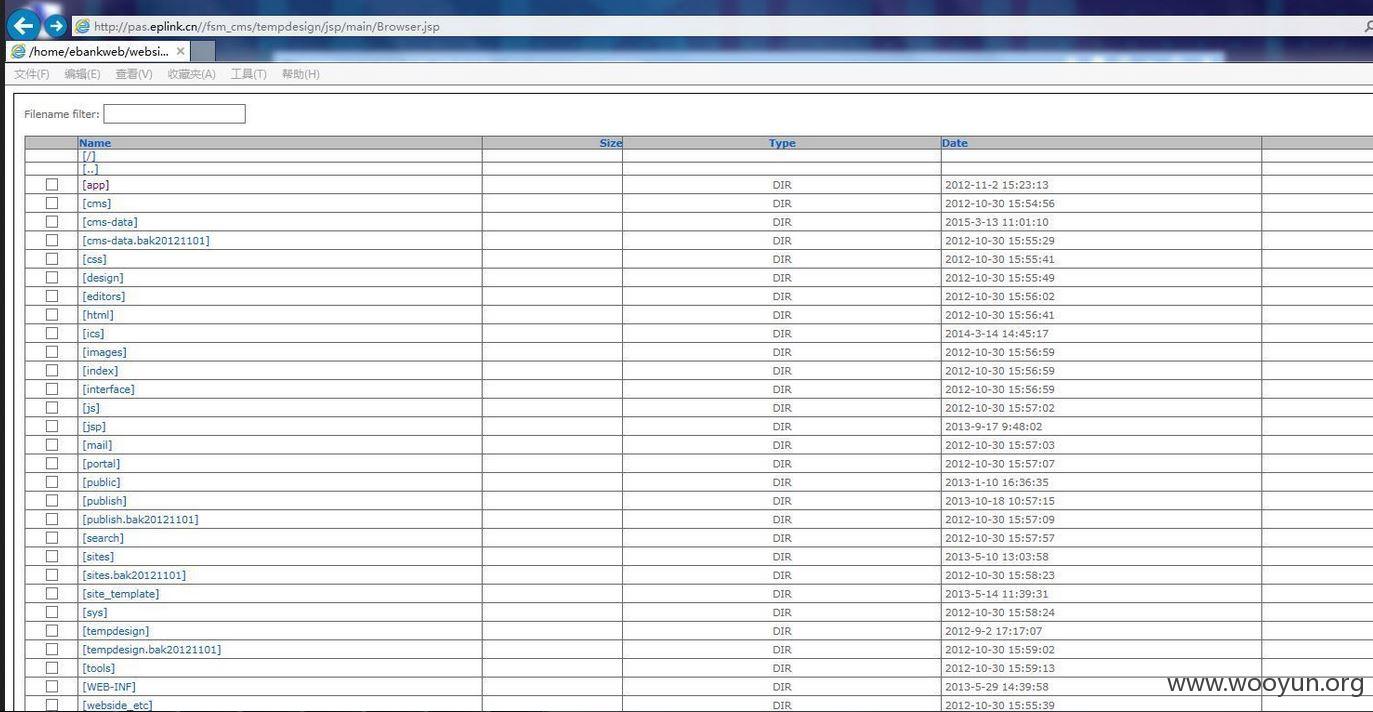 http://pas.eplink.cn//fsm_cms/tempdesign/jsp/main/Browser.jsp
/home/ebankweb/websi...
文件(F) 编辑(E) 查看(V) 收藏夹(A) 工具(T) 帮助(H)
Filename filter:
Name Size Type Date
[/]
[..]
[app] DIR 2012-11-2 15:23:13
[cms] DIR 2012-10-30 15:54:56
[cms-data] DIR 2015-3-13 11:01:10
[cms-data.bak20121101] DIR 2012-10-30 15:55:29
[css] DIR 2012-10-30 15:55:41
[design] DIR 2012-10-30 15:55:49
[editors] DIR 2012-10-30 15:56:02
[html] DIR 2012-10-30 15:56:41
[ics] DIR 2014-3-14 14:45:17
[images] DIR 2012-10-30 15:56:59
[index] DIR 2012-10-30 15:56:59
[interface] DIR 2012-10-30 15:56:59
[js] DIR 2012-10-30 15:57:02
[jsp] DIR 2013-9-17 9:48:02
[mail] DIR 2012-10-30 15:57:03
[portal] DIR 2012-10-30 15:57:07
[public] DIR 2013-1-10 16:36:35
[publish] DIR 2013-10-18 10:57:15
[publish.bak20121101] DIR 2012-10-30 15:57:09
[search] DIR 2012-10-30 15:57:57
[sites] DIR 2013-5-10 13:03:58
[sites.bak20121101] DIR 2012-10-30 15:58:23
[site_template] DIR 2013-5-14 11:39:31
[sys] DIR 2012-10-30 15:58:24
[tempdesign] DIR 2012-9-2 17:17:07
[tempdesign.bak20121101] DIR 2012-10-30 15:59:02
[tools] DIR 2012-10-30 15:59:13
[WEB-INF] DIR 2013-5-29 14:39:58
[webside_etc] DIR 2012-10-30 15:55:39
www.wooyun.org